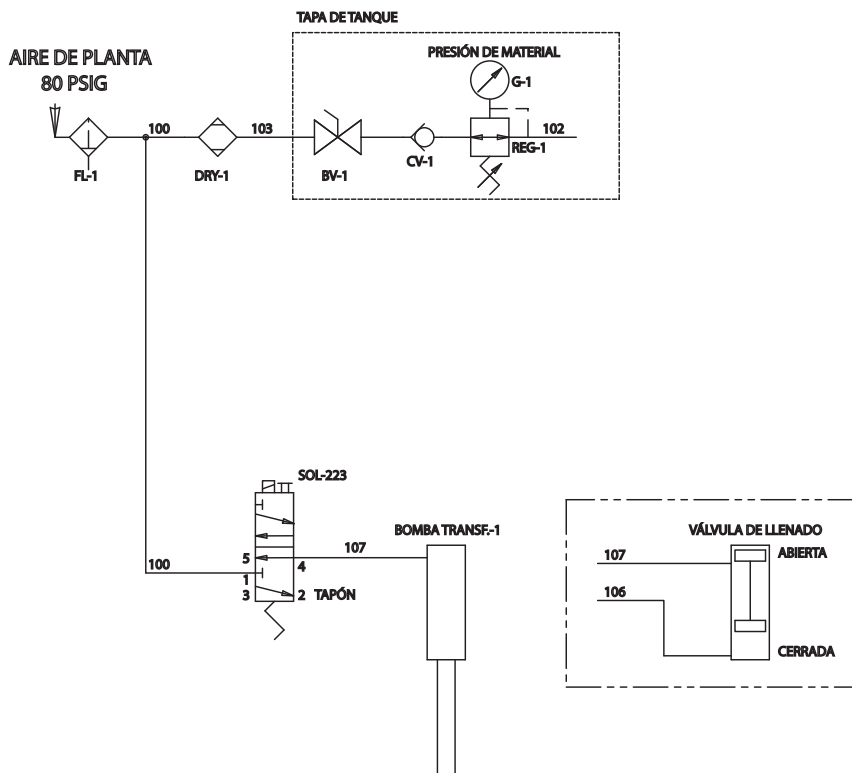 TAPA DE TANQUE
AIRE DE PLANTA
80 PSIG
PRESIÓN DE MATERIAL
G-1
100
103
102
FL-1
DRY-1
BV-1
CV-1
REG-1
SOL-223
BOMBA TRANSF.-1
VÁLVULA DE LLENADO
107
5
4
100
1
3
2
TAPÓN
107
ABIERTA
106
CERRADA